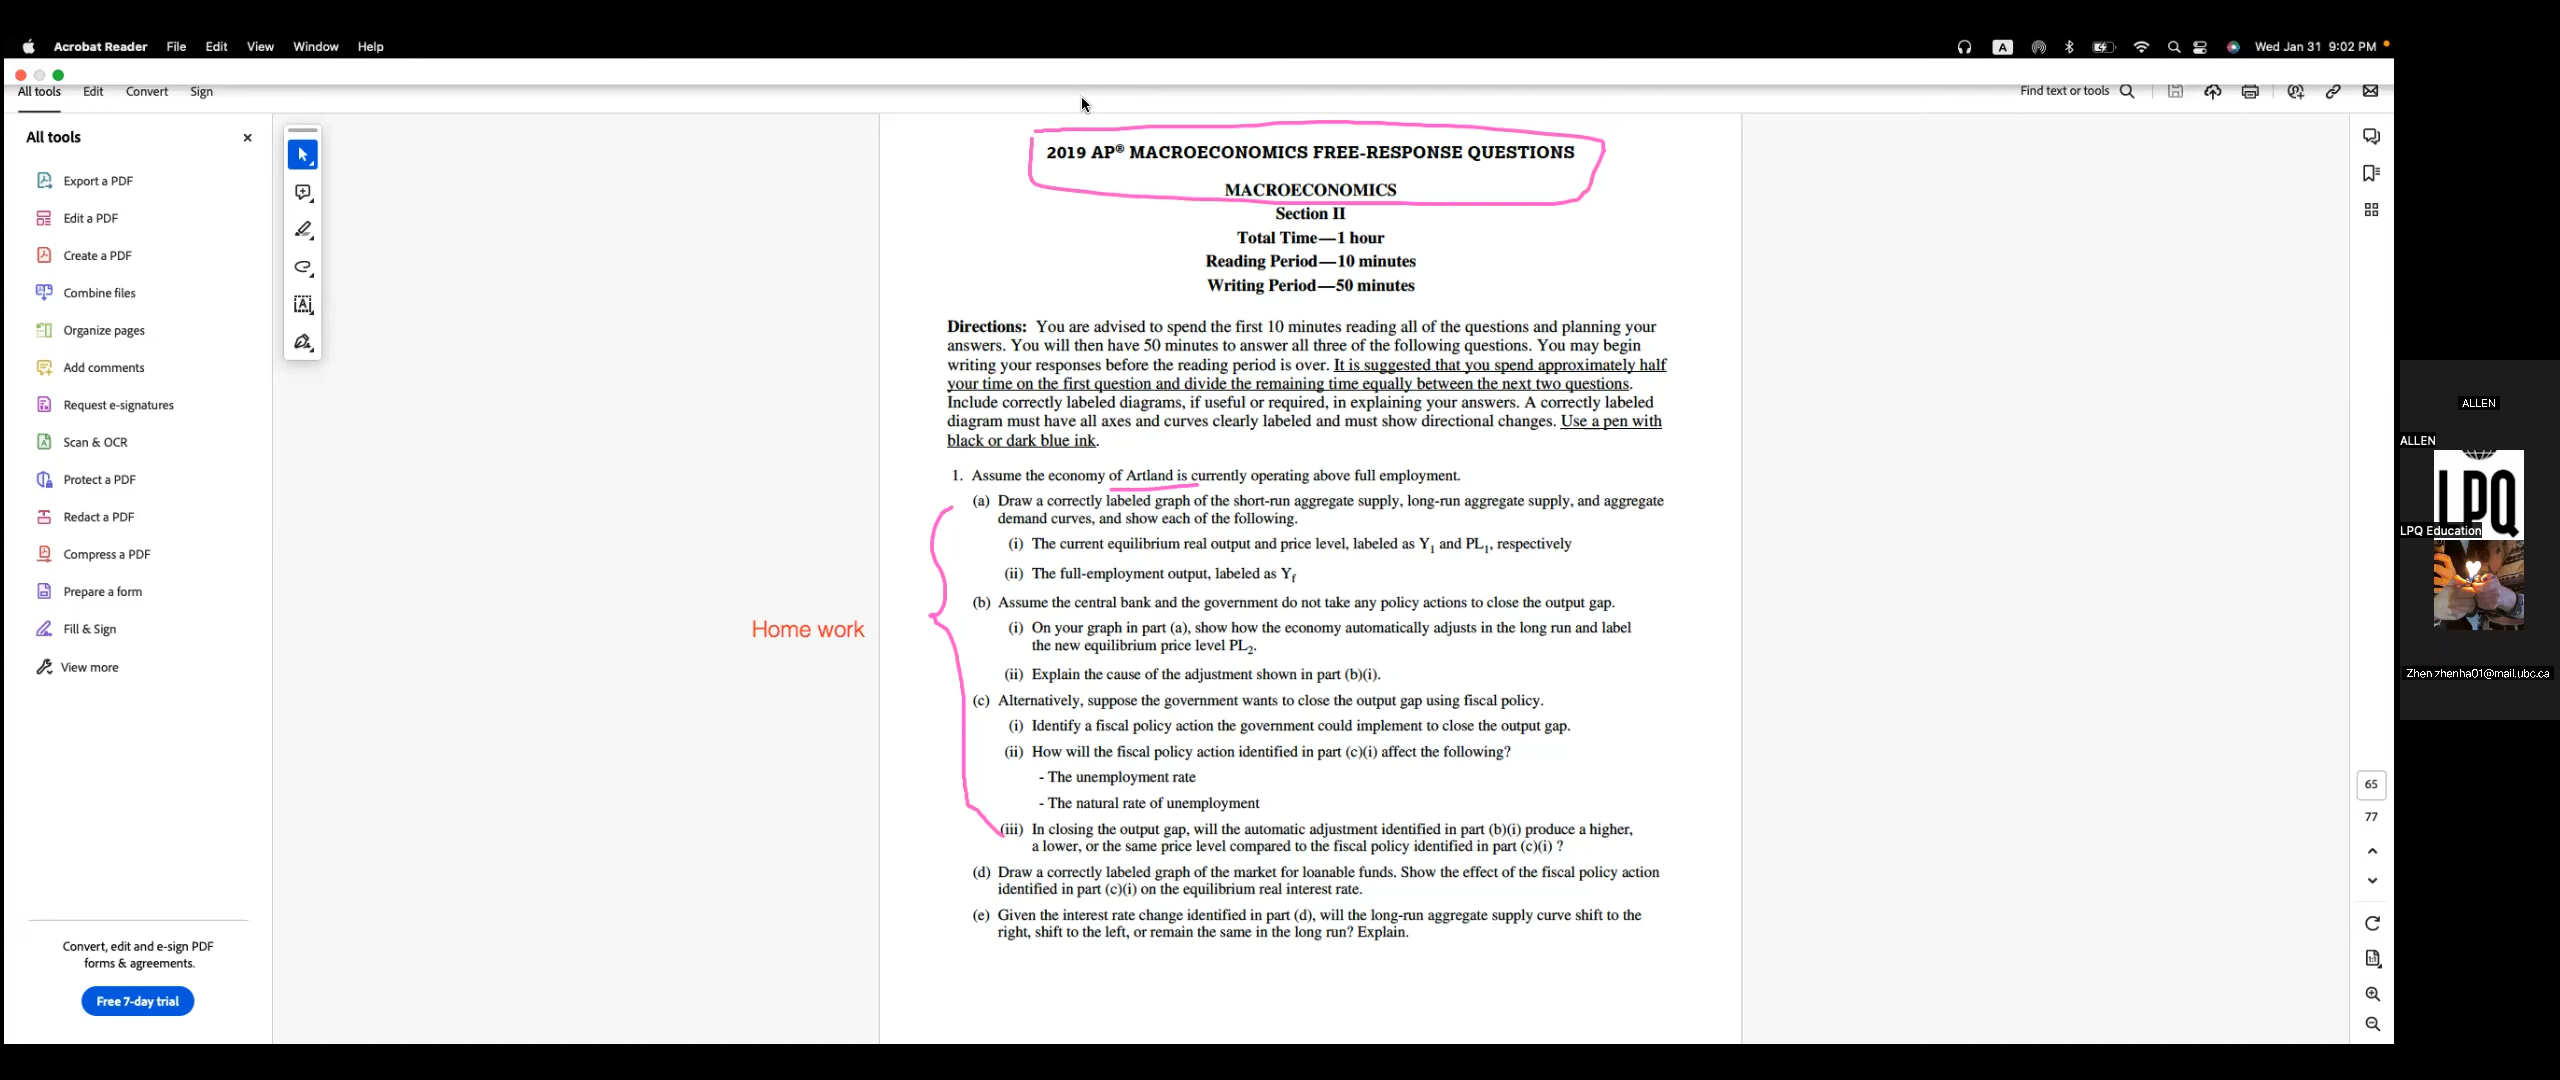 Acrobat Reader File Edit View Window Help
A
Wed Jan 31 9:02 PM
All tools Edit Convert Sign
Find text or tools
All tools
Export a PDF
Edit a PDF
Create a PDF
Combine files
Organize pages
Add comments
Request e-signatures
Scan & OCR
Protect a PDF
Redact a PDF
Compress a PDF
Prepare a form
Fill & Sign
View more
Convert, edit and e-sign PDF
forms & agreements.
Free 7-day trial
Home work
2019 AP® MACROECONOMICS FREE-RESPONSE QUESTIONS
MACROECONOMICS
Section II
Total Time—1 hour
Reading Period—10 minutes
Writing Period—50 minutes
Directions: You are advised to spend the first 10 minutes reading all of the questions and planning your
answers. You will then have 50 minutes to answer all three of the following questions. You may begin
writing your responses before the reading period is over. It is suggested that you spend approximately half
your time on the first question and divide the remaining time equally between the next two questions.
Include correctly labeled diagrams, if useful or required, in explaining your answers. A correctly labeled
diagram must have all axes and curves clearly labeled and must show directional changes. Use a pen with
black or dark blue ink.
1. Assume the economy of Artland is currently operating above full employment.
(a) Draw a correctly labeled graph of the short-run aggregate supply, long-run aggregate supply, and aggregate
demand curves, and show each of the following.
(i) The current equilibrium real output and price level, labeled as Y1 and PL1, respectively
(ii) The full-employment output, labeled as Yf
(b) Assume the central bank and the government do not take any policy actions to close the output gap.
(i) On your graph in part (a), show how the economy automatically adjusts in the long run and label
the new equilibrium price level PL2.
(ii) Explain the cause of the adjustment shown in part (b)(i).
(c) Alternatively, suppose the government wants to close the output gap using fiscal policy.
(i) Identify a fiscal policy action the government could implement to close the output gap.
(ii) How will the fiscal policy action identified in part (c)(i) affect the following?
- The unemployment rate
- The natural rate of unemployment
(iii) In closing the output gap, will the automatic adjustment identified in part (b)(i) produce a higher,
a lower, or the same price level compared to the fiscal policy identified in part (c)(i) ?
(d) Draw a correctly labeled graph of the market for loanable funds. Show the effect of the fiscal policy action
identified in part (c)(i) on the equilibrium real interest rate.
(e) Given the interest rate change identified in part (d), will the long-run aggregate supply curve shift to the
right, shift to the left, or remain the same in the long run? Explain.
65
77
ALLEN
ALLEN
LPQ
LPQ Education
Zhen zhenha01@mail.ubc.ca